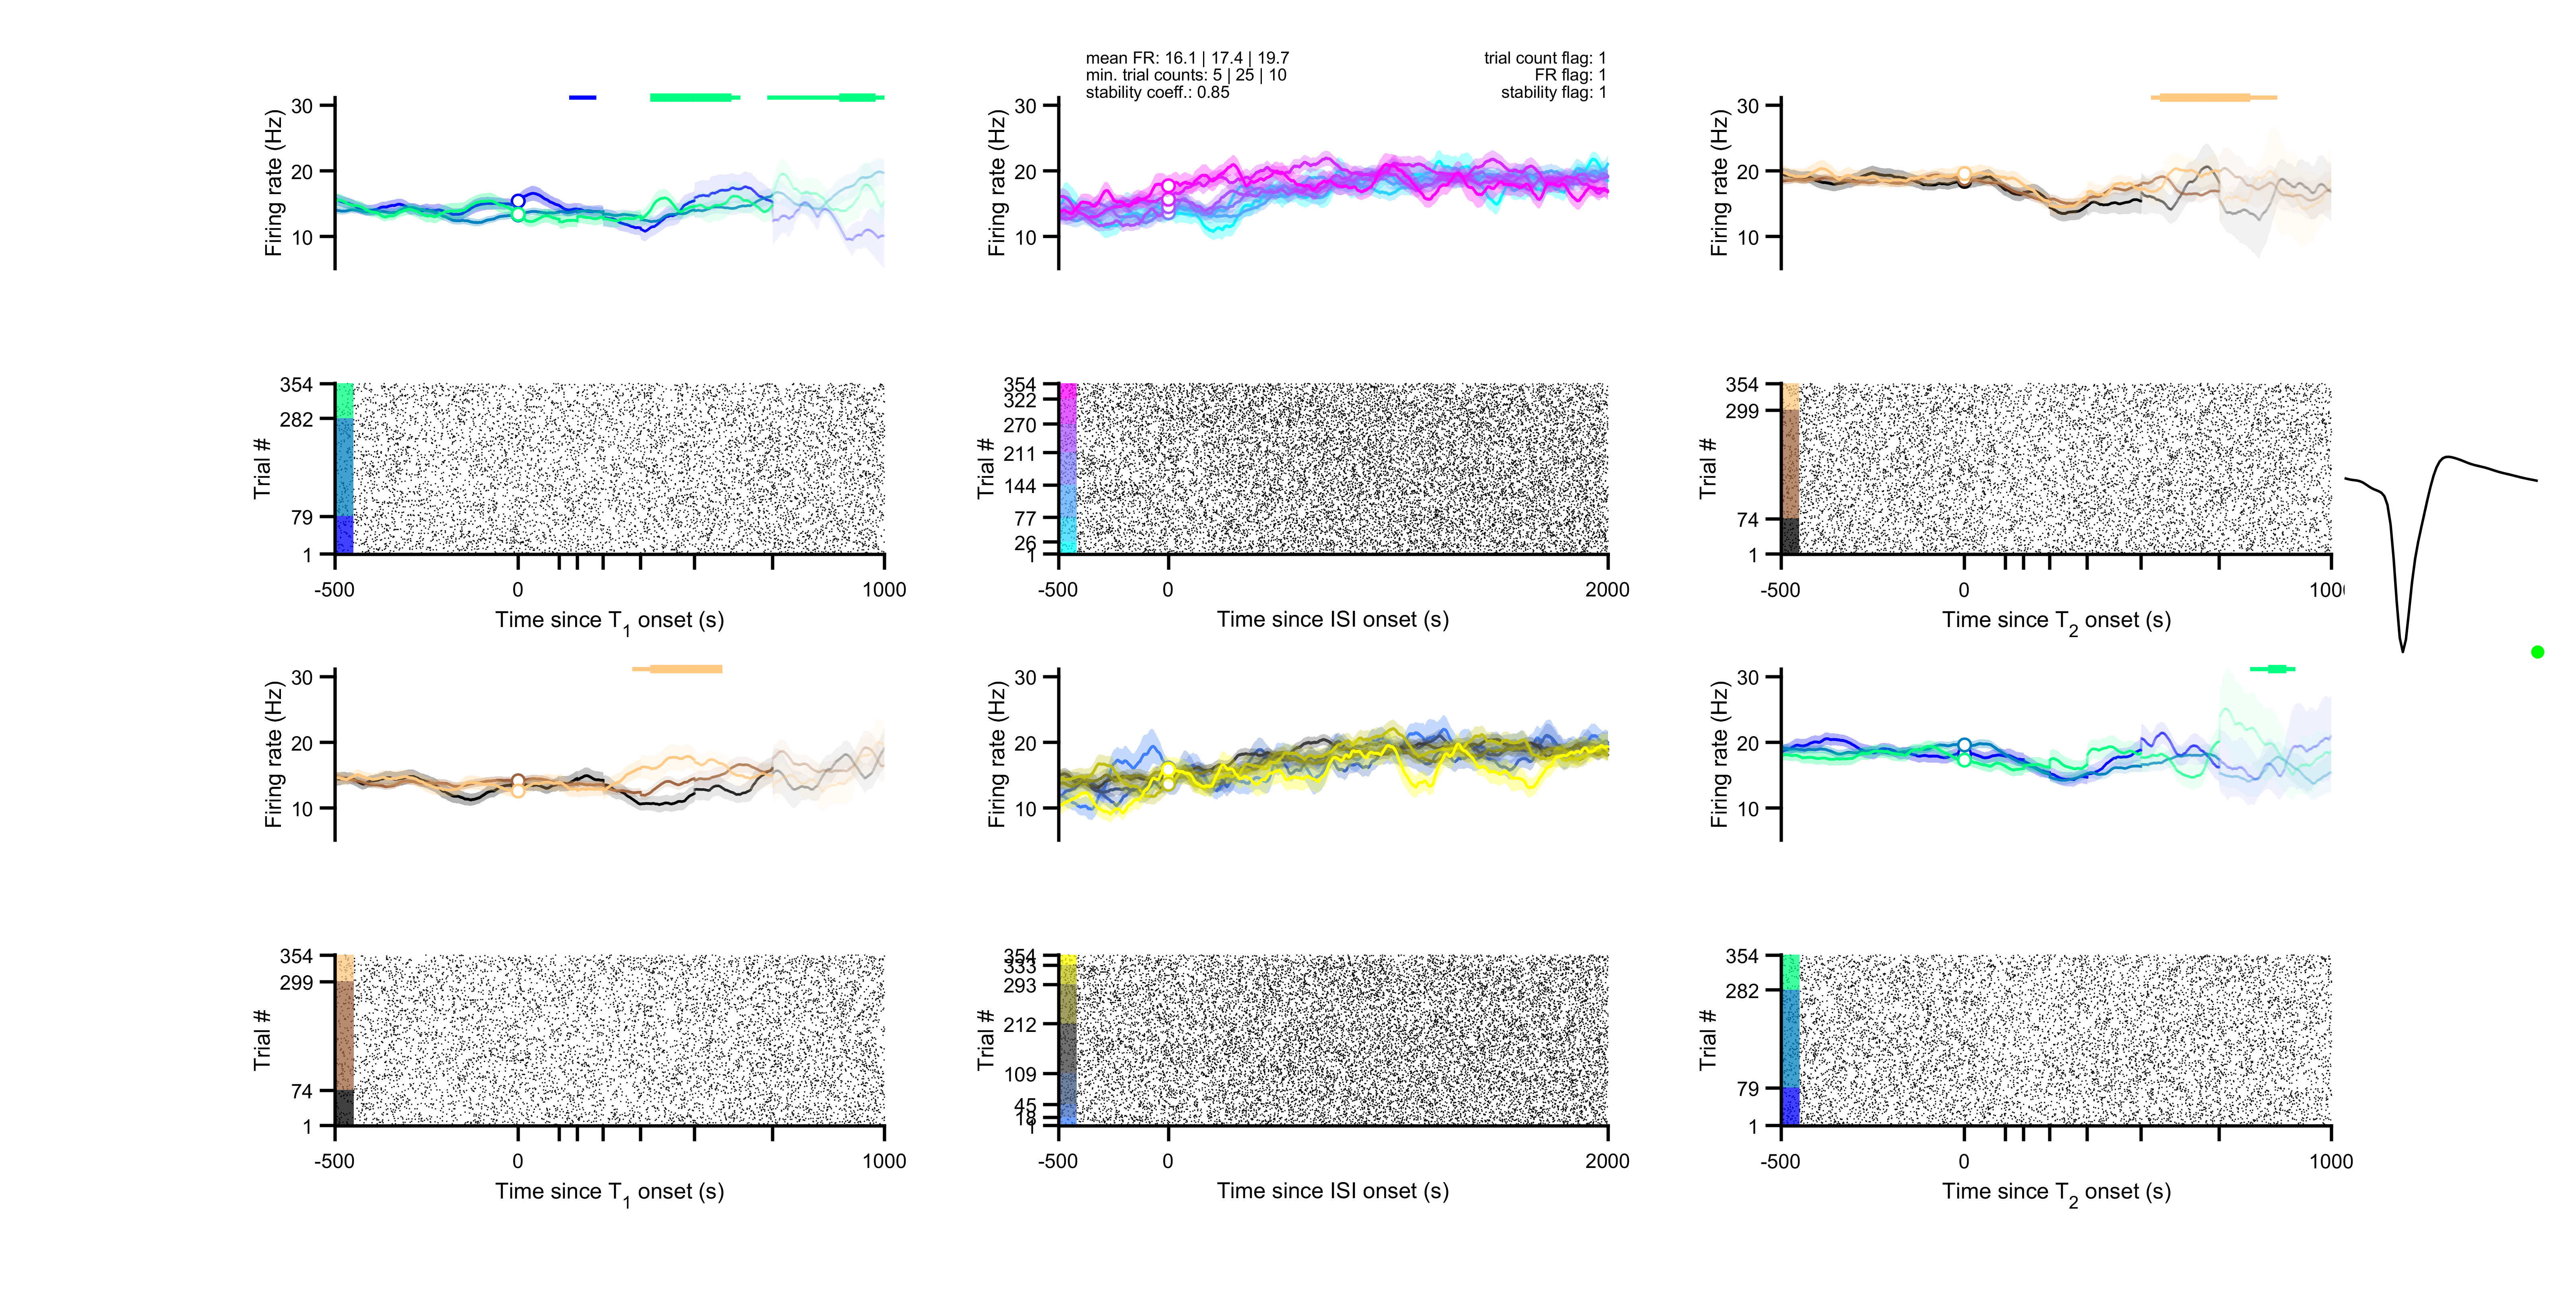 mean FR: 16.1 | 17.4 | 19.7
min. trial counts: 5 | 25 | 10
stability coeff.: 0.85
trial count flag: 1
FR flag: 1
stability flag: 1
Firing rate (Hz)
30
20
10
Firing rate (Hz)
30
20
10
Firing rate (Hz)
30
20
10
Trial #
354
282
79
1
-500
0
1000
Time since T1 onset (s)
Trial #
354
322
270
211
144
77
26
1
-500
0
2000
Time since ISI onset (s)
Trial #
354
299
74
1
-500
0
Time since T2 onset (s)
Firing rate (Hz)
30
20
10
Firing rate (Hz)
30
20
10
Firing rate (Hz)
30
20
10
Trial #
354
299
74
1
-500
0
1000
Time since T1 onset (s)
Trial #
354
333
293
212
109
45
18
1
-500
0
2000
Time since ISI onset (s)
Trial #
354
282
79
1
-500
0
1000
Time since T2 onset (s)